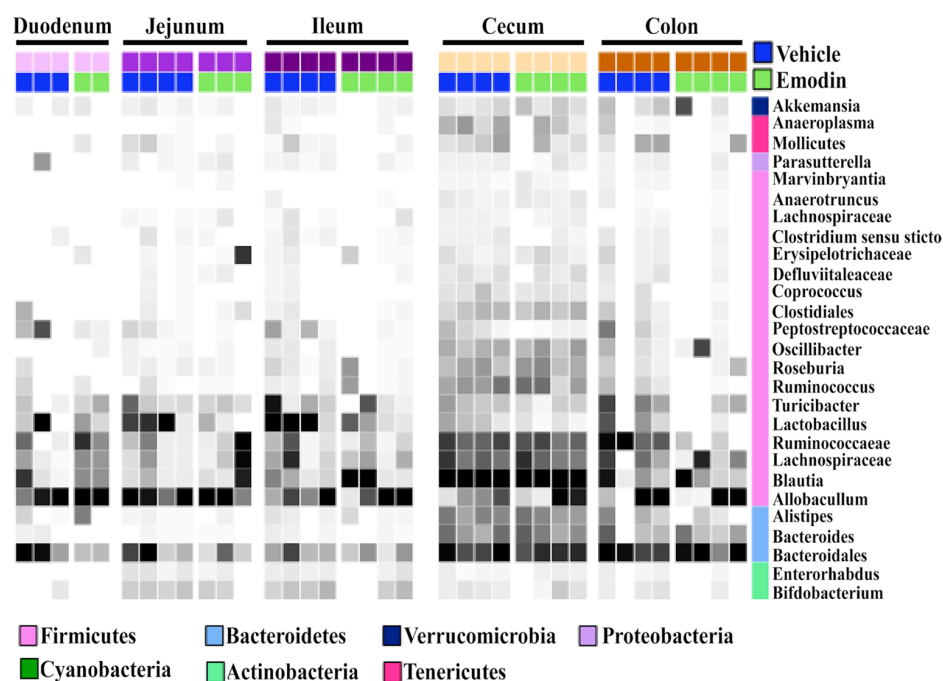 Duodenum Jejunum Ileum Cecum Colon
Vehicle
Emodin
Akkemansia
Anaeroplasma
Mollicutes
Parasutterella
Marvinbryantia
Anaerotruncus
Lachnospiraceae
Clostridium sensu sticto
Erysipelotrichaceae
Defluviitaleaceae
Coprococcus
Clostidiales
Peptostreptococcaceae
Oscillibacter
Roseburia
Ruminococcus
Turicibacter
Lactobacillus
Ruminococcaeae
Lachnospiraceae
Blautia
Allobacullum
Alistipes
Bacteroides
Bacteroidales
Enterorhabdus
Bifdobacterium
Firmicutes Bacteroidetes Verrucomicrobia Proteobacteria
Cyanobacteria Actinobacteria Tenericutes